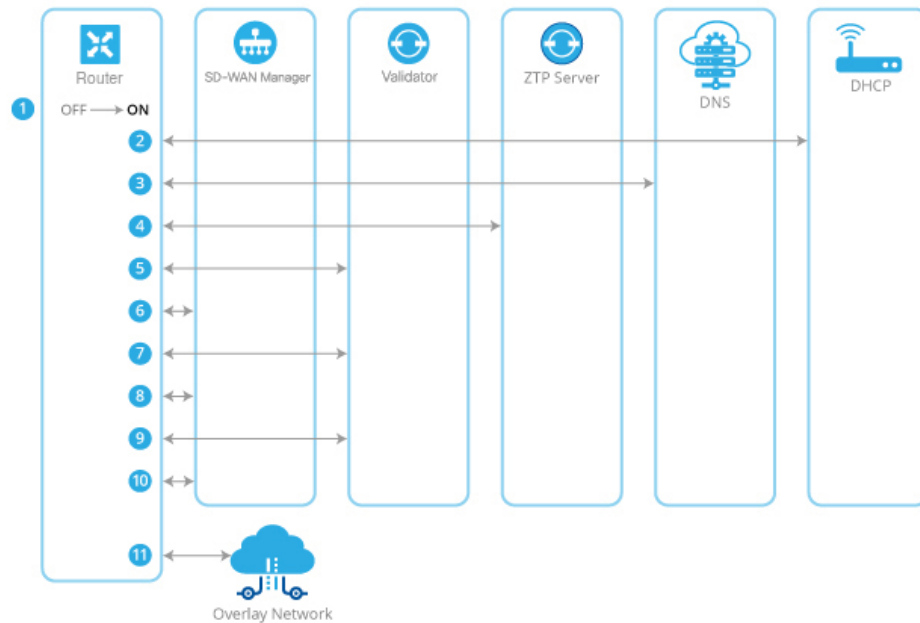 Router
SD-WAN Manager
Validator
ZTP Server
DNS
DHCP
1
OFF ON
2
3
4
5
6
7
8
9
10
11
Overlay Network